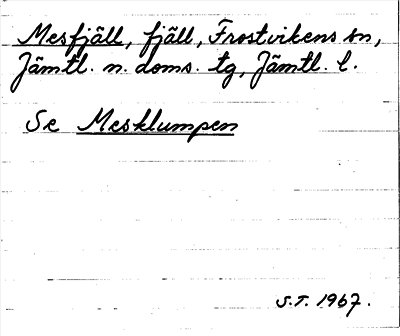 Mesfjäll, fjäll, Frostvikens sn,
Jämtl. n. doms. tg, Jämtl. l.
Se Mesklumpen
S.T. 1967.